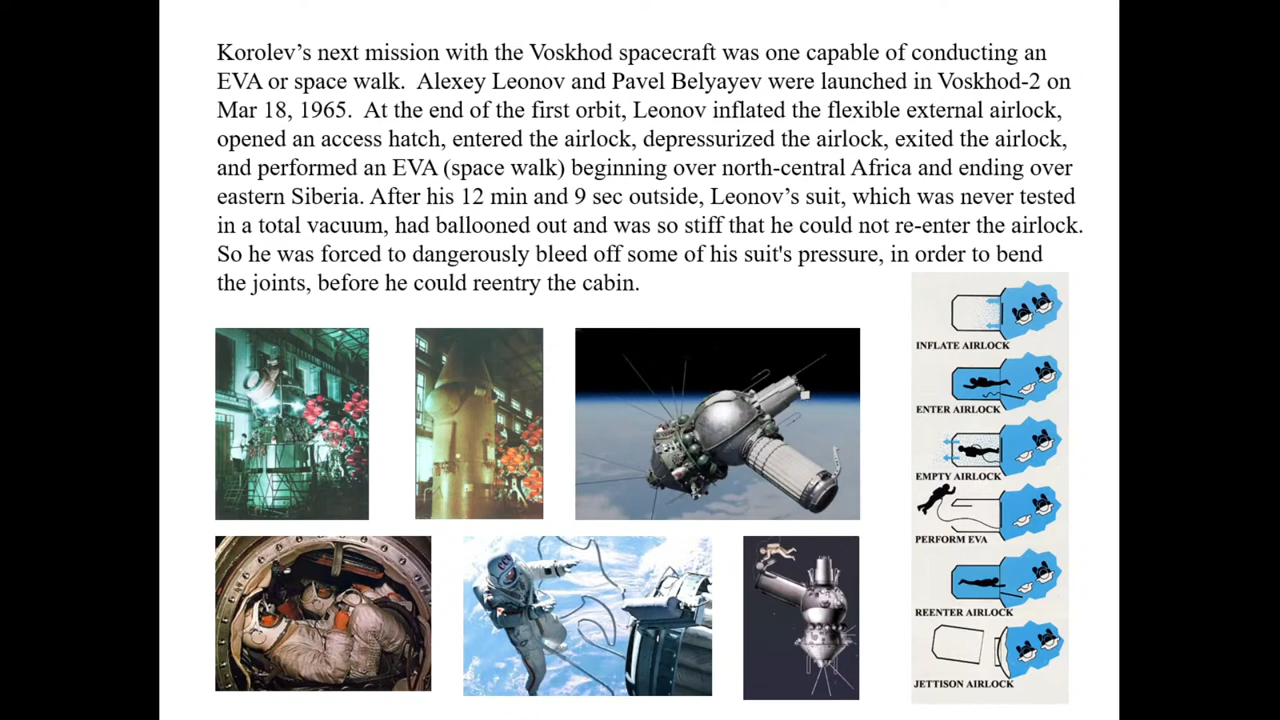 Korolev’s next mission with the Voskhod spacecraft was one capable of conducting an
EVA or space walk.  Alexey Leonov and Pavel Belyayev were launched in Voskhod-2 on
Mar 18, 1965.  At the end of the first orbit, Leonov inflated the flexible external airlock,
opened an access hatch, entered the airlock, depressurized the airlock, exited the airlock,
and performed an EVA (space walk) beginning over north-central Africa and ending over
eastern Siberia. After his 12 min and 9 sec outside, Leonov’s suit, which was never tested
in a total vacuum, had ballooned out and was so stiff that he could not re-enter the airlock.
So he was forced to dangerously bleed off some of his suit's pressure, in order to bend
the joints, before he could reentry the cabin.
INFLATE AIRLOCK
ENTER AIRLOCK
EMPTY AIRLOCK
PERFORM EVA
REENTER AIRLOCK
JETTISON AIRLOCK